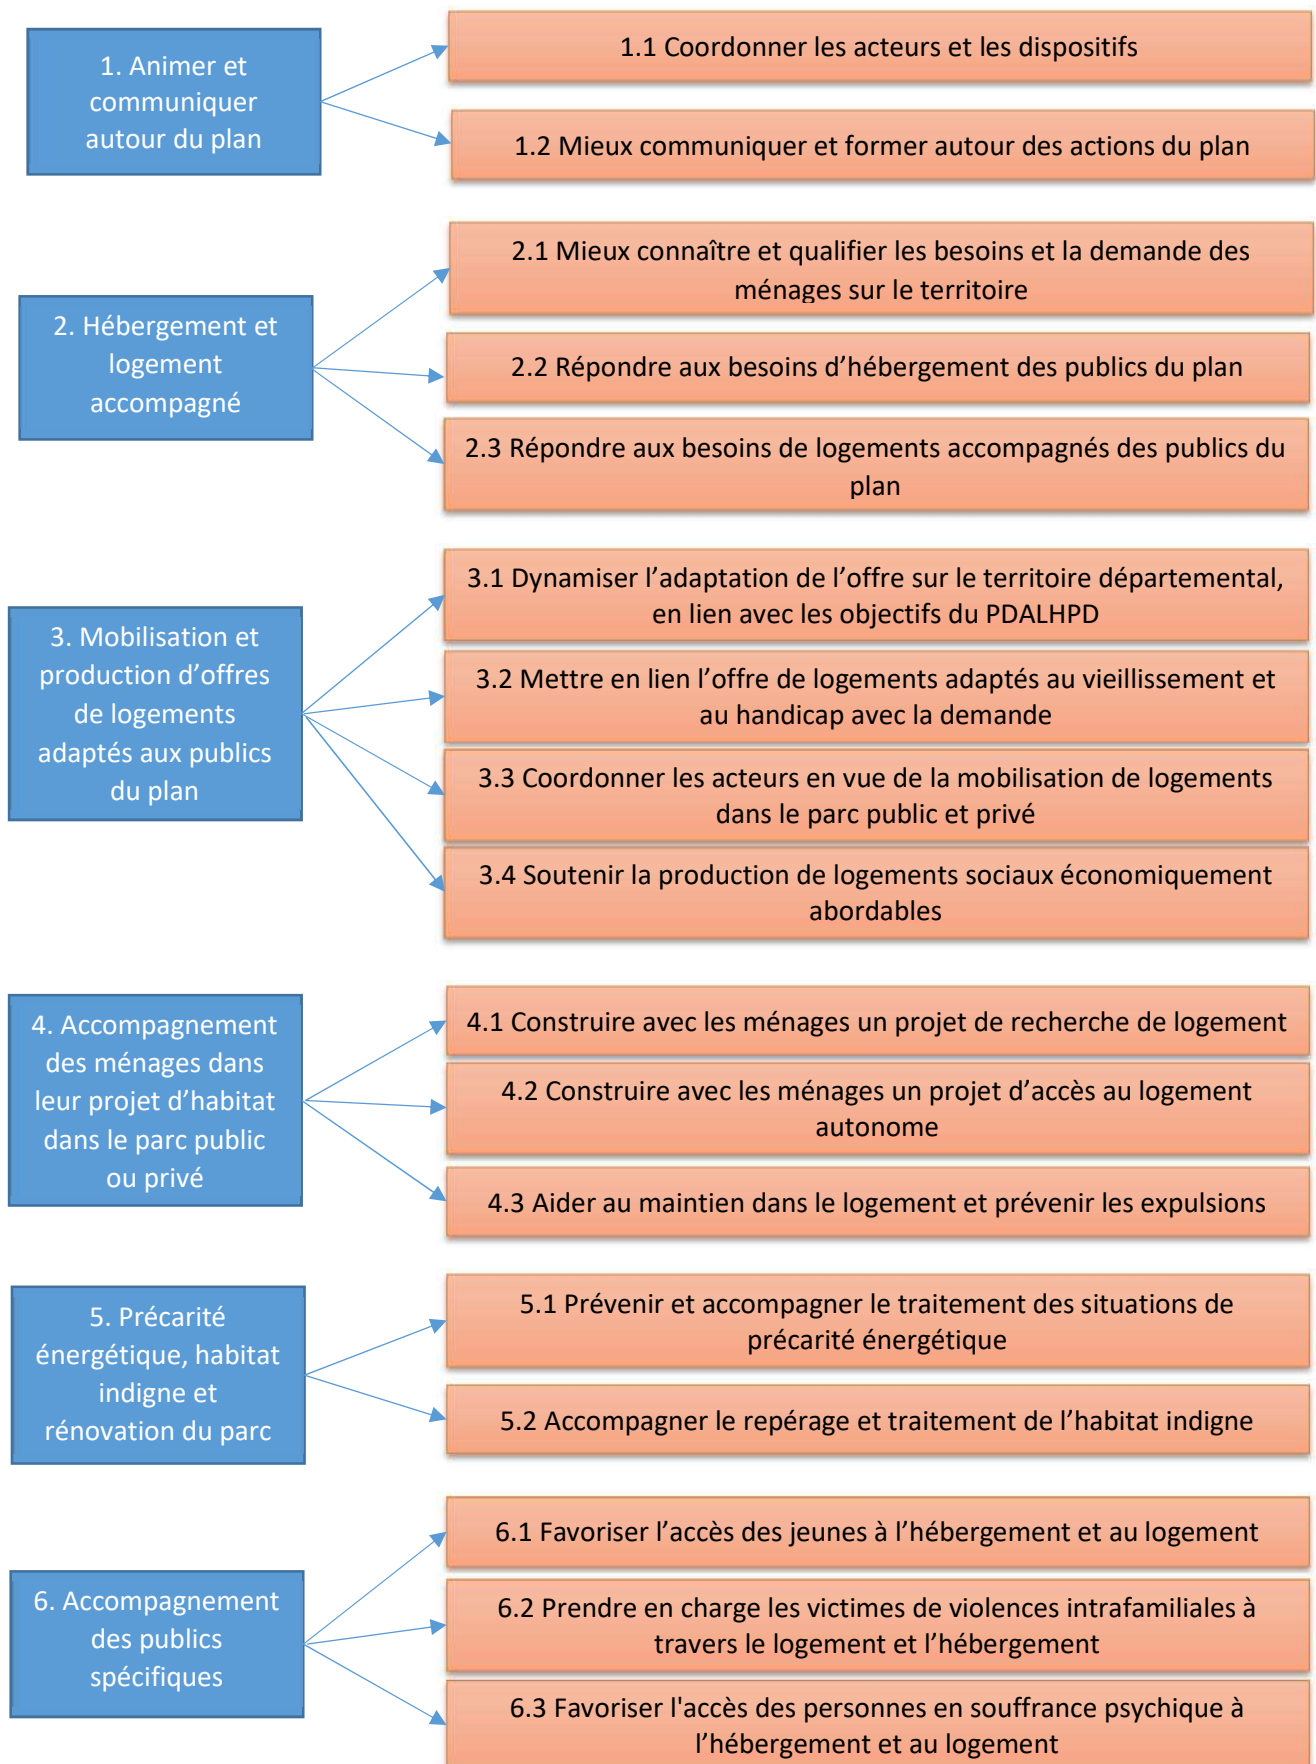 1. Animer et
communiquer
autour du plan
1.1 Coordonner les acteurs et les dispositifs
1.2 Mieux communiquer et former autour des actions du plan
2. Hébergement et
logement
accompagné
2.1 Mieux connaître et qualifier les besoins et la demande des
ménages sur le territoire
2.2 Répondre aux besoins d’hébergement des publics du plan
2.3 Répondre aux besoins de logements accompagnés des publics du
plan
3. Mobilisation et
production d’offres
de logements
adaptés aux publics
du plan
3.1 Dynamiser l’adaptation de l’offre sur le territoire départemental,
en lien avec les objectifs du PDALHPD
3.2 Mettre en lien l’offre de logements adaptés au vieillissement et
au handicap avec la demande
3.3 Coordonner les acteurs en vue de la mobilisation de logements
dans le parc public et privé
3.4 Soutenir la production de logements sociaux économiquement
abordables
4. Accompagnement
des ménages dans
leur projet d’habitat
dans le parc public
ou privé
4.1 Construire avec les ménages un projet de recherche de logement
4.2 Construire avec les ménages un projet d’accès au logement
autonome
4.3 Aider au maintien dans le logement et prévenir les expulsions
5. Précarité
énergétique, habitat
indigne et
rénovation du parc
5.1 Prévenir et accompagner le traitement des situations de
précarité énergétique
5.2 Accompagner le repérage et traitement de l’habitat indigne
6. Accompagnement
des publics
spécifiques
6.1 Favoriser l’accès des jeunes à l’hébergement et au logement
6.2 Prendre en charge les victimes de violences intrafamiliales à
travers le logement et l’hébergement
6.3 Favoriser l'accès des personnes en souffrance psychique à
l’hébergement et au logement